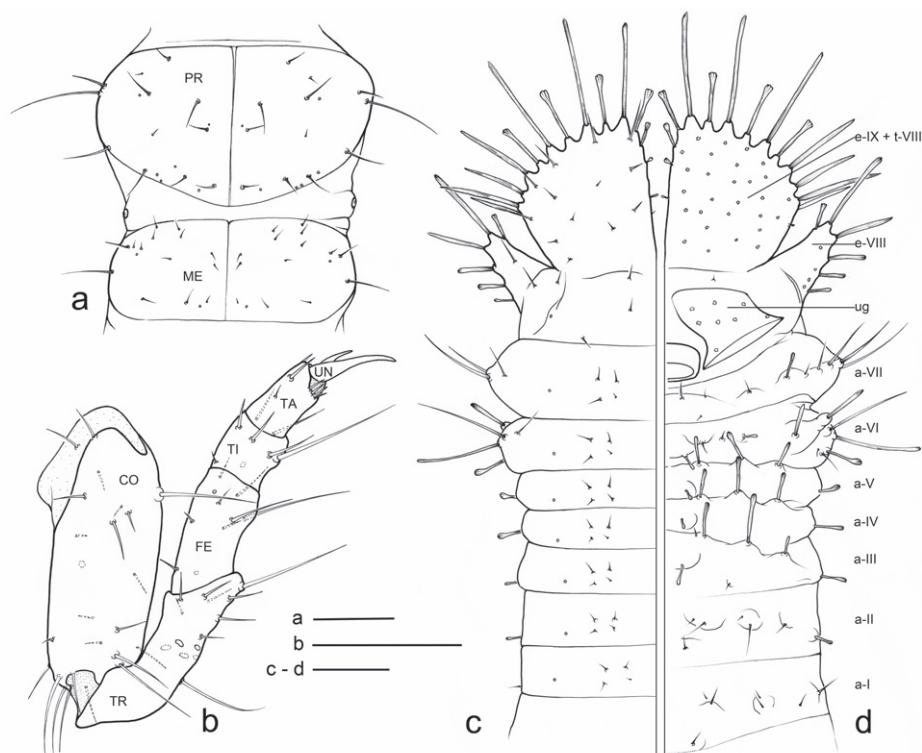 PR
ME
a
CO
TR
FE
TI
TA
UN
b
a
b
c - d
c
e-IX + t-VIII
e-VIII
ug
a-VII
a-VI
a-V
a-IV
a-III
a-II
a-I
d